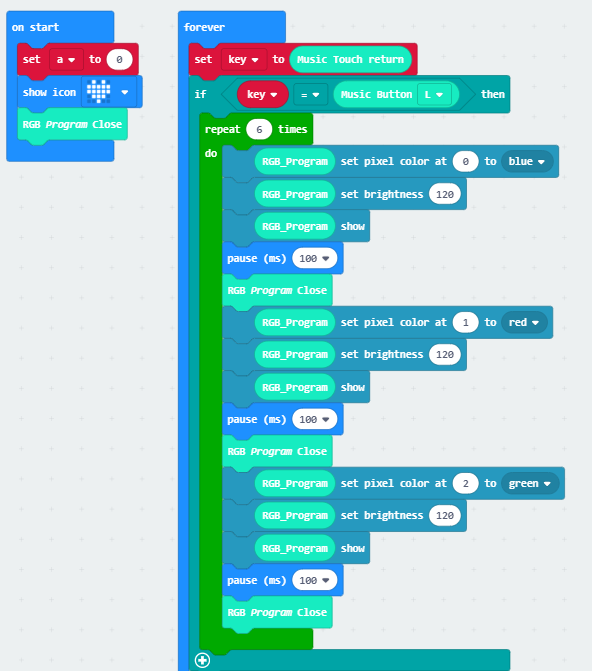 on start
set a to 0
show icon
RGB Program Close
forever
set key to Music Touch return
if key = Music Button L then
repeat 6 times
do
RGB_Program set pixel color at 0 to blue
RGB_Program set brightness 120
RGB_Program show
pause (ms) 100
RGB Program Close
RGB_Program set pixel color at 1 to red
RGB_Program set brightness 120
RGB_Program show
pause (ms) 100
RGB Program Close
RGB_Program set pixel color at 2 to green
RGB_Program set brightness 120
RGB_Program show
pause (ms) 100
RGB Program Close